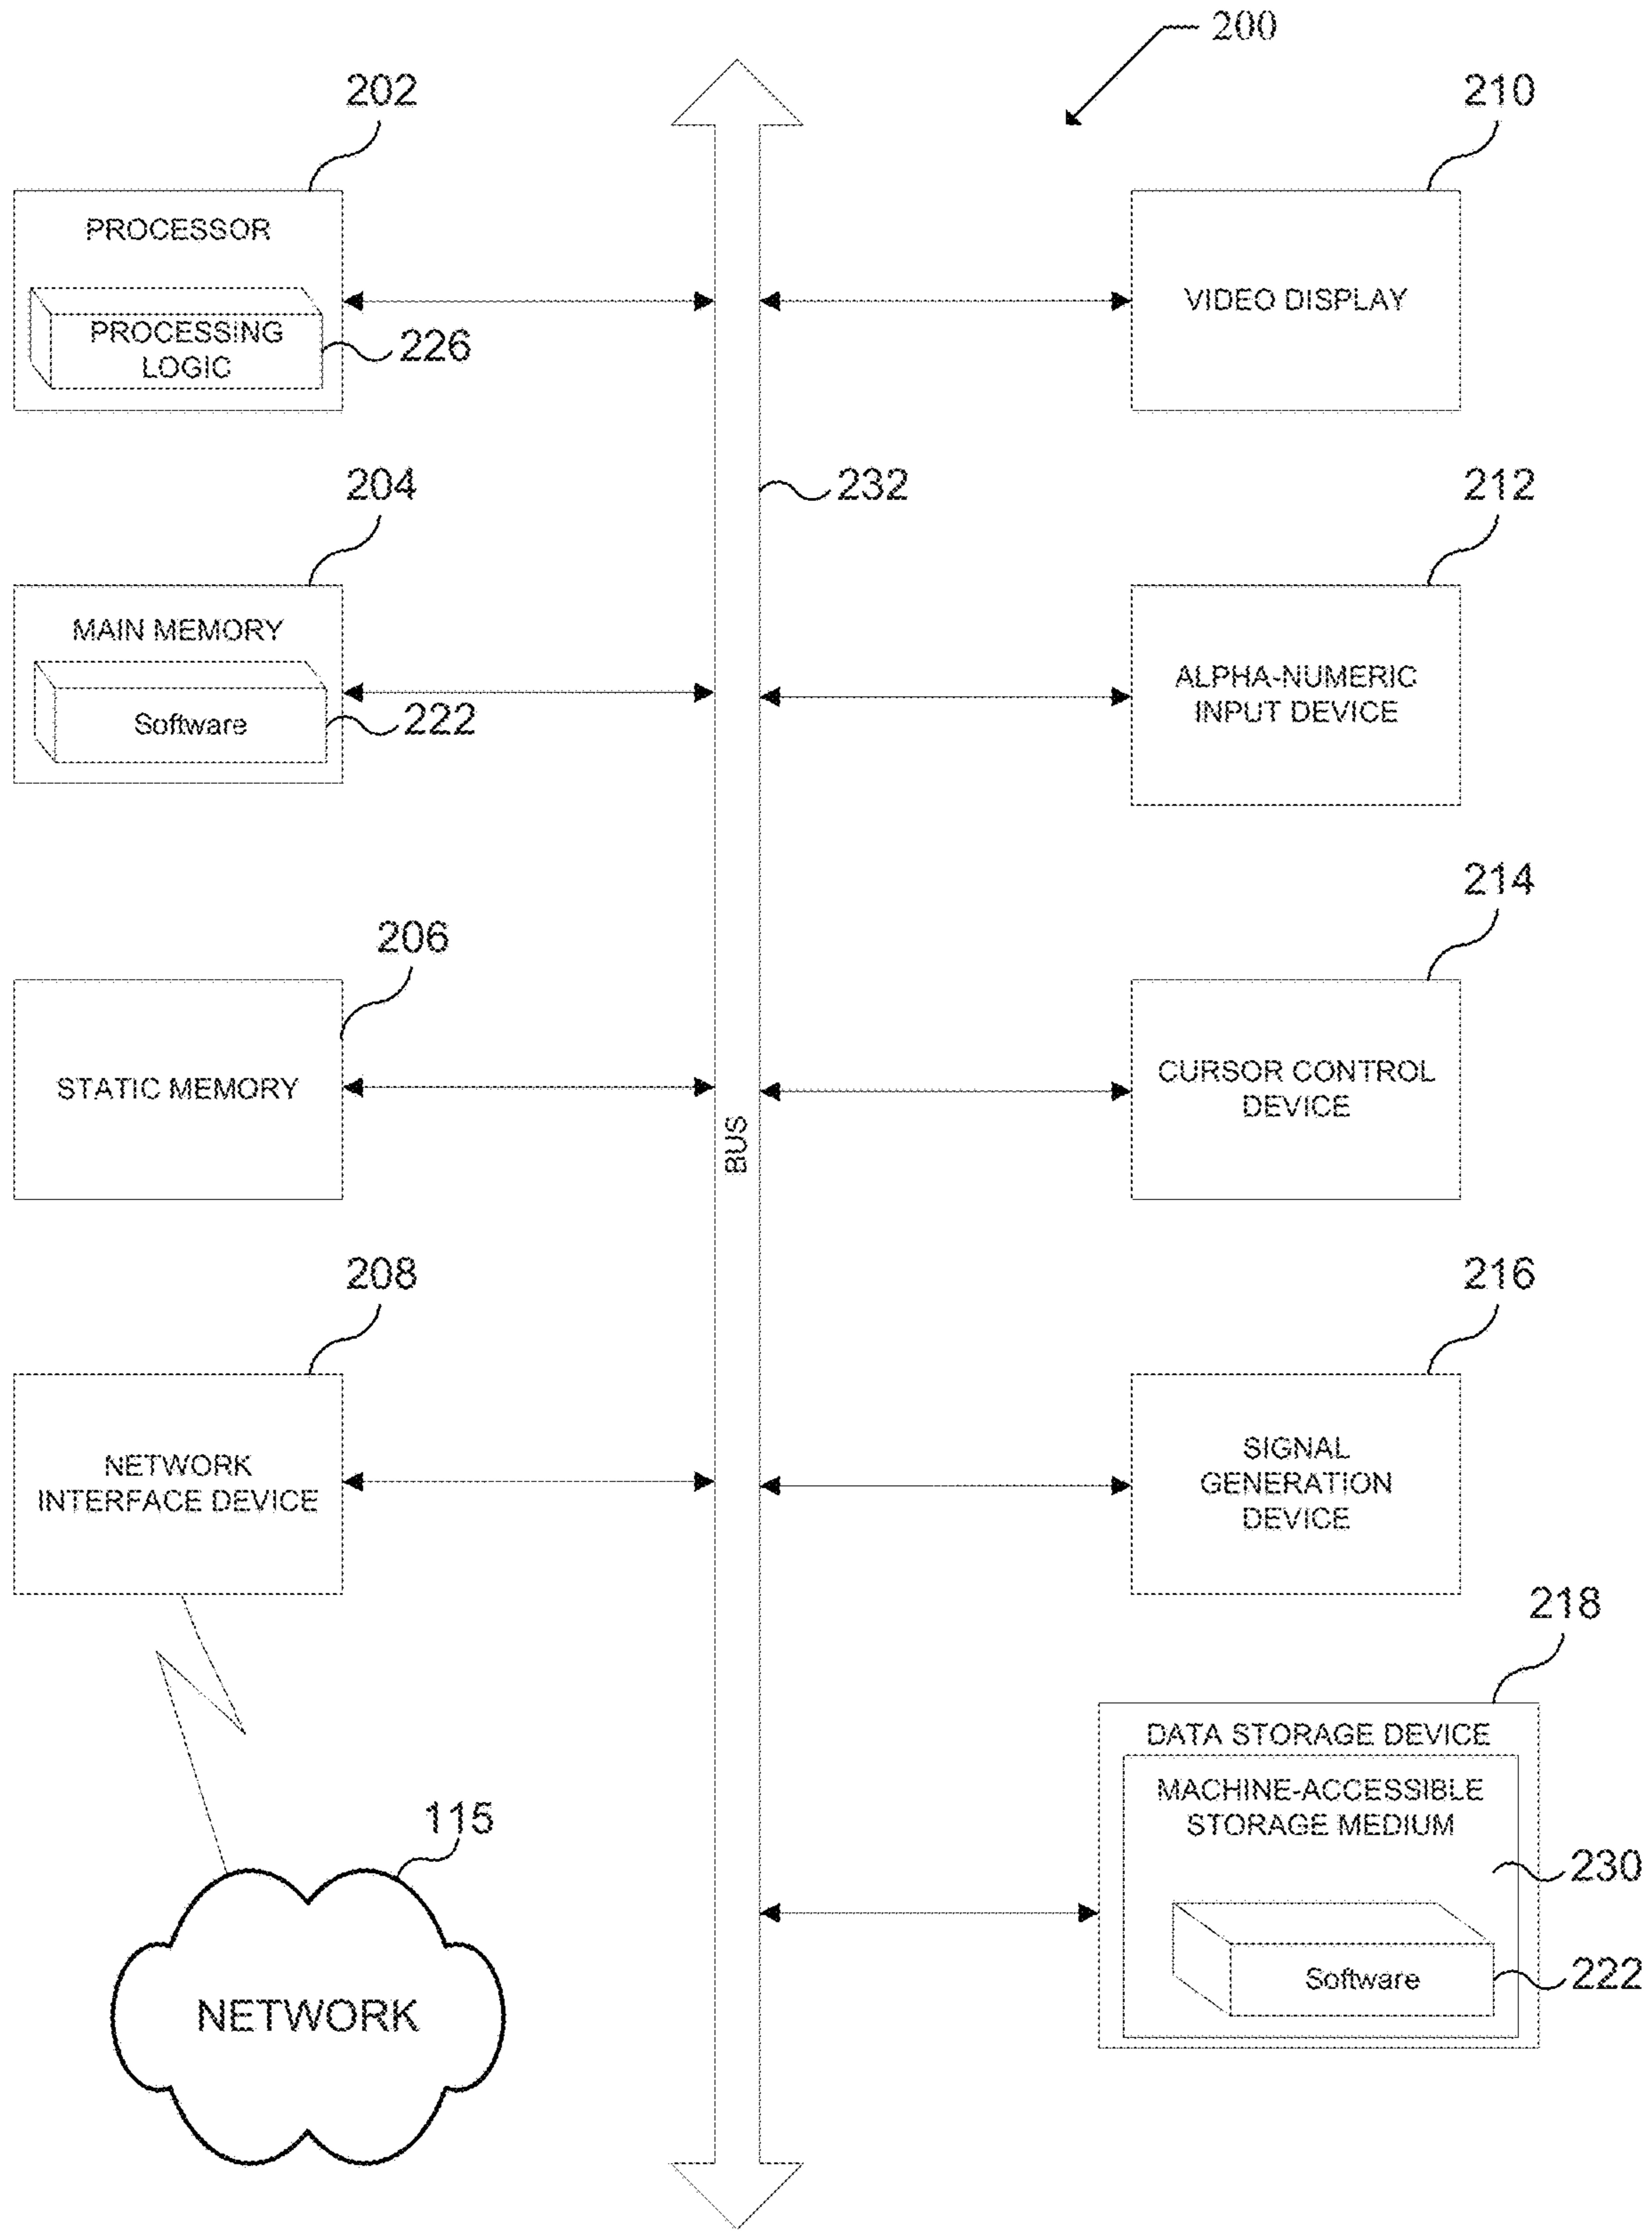 200
202
PROCESSOR
PROCESSING
LOGIC
226
204
MAIN MEMORY
Software
222
206
STATIC MEMORY
208
NETWORK
INTERFACE DEVICE
115
NETWORK
232
BUS
210
VIDEO DISPLAY
212
ALPHA-NUMERIC
INPUT DEVICE
214
CURSOR CONTROL
DEVICE
216
SIGNAL
GENERATION
DEVICE
218
DATA STORAGE DEVICE
MACHINE-ACCESSIBLE
STORAGE MEDIUM
230
Software
222